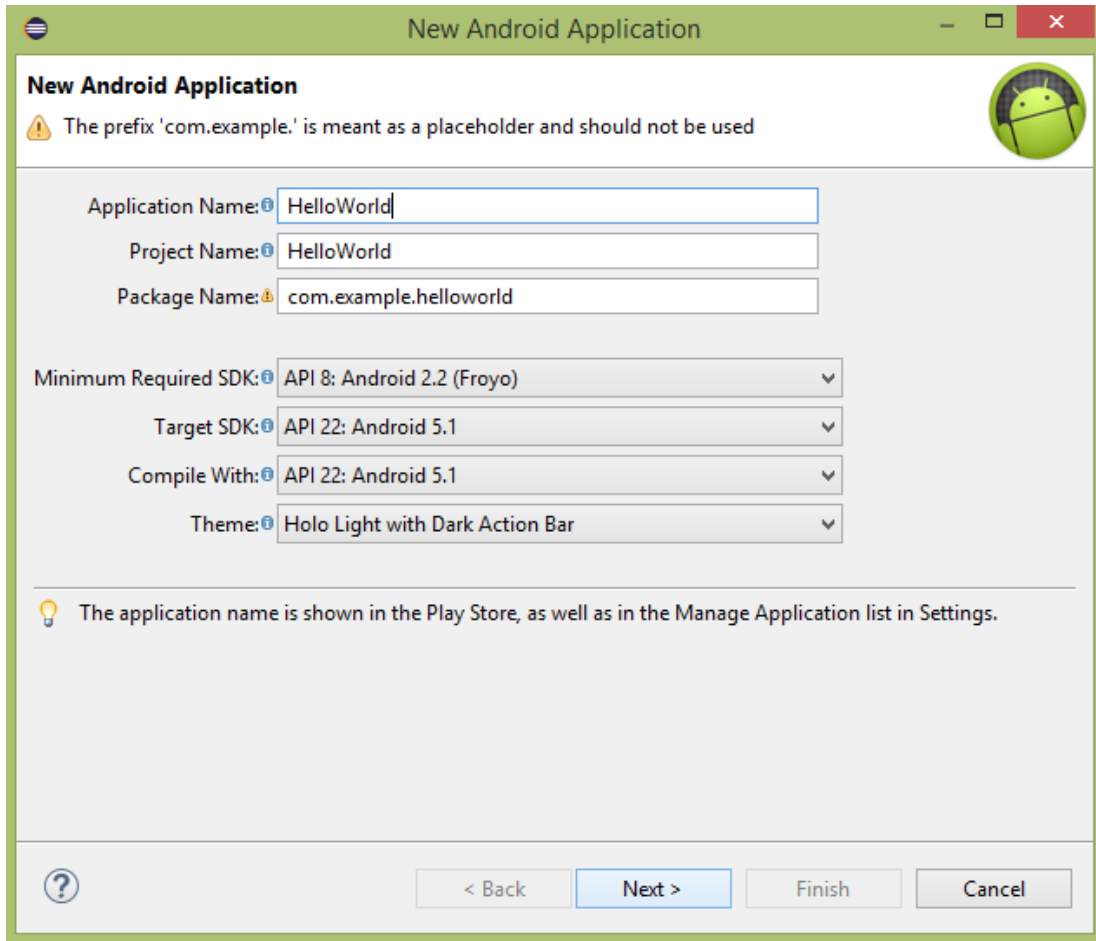 New Android Application
New Android Application
The prefix 'com.example.' is meant as a placeholder and should not be used
Application Name: HelloWorld
Project Name: HelloWorld
Package Name: com.example.helloworld
Minimum Required SDK: API 8: Android 2.2 (Froyo)
Target SDK: API 22: Android 5.1
Compile With: API 22: Android 5.1
Theme: Holo Light with Dark Action Bar
The application name is shown in the Play Store, as well as in the Manage Application list in Settings.
? < Back Next > Finish Cancel